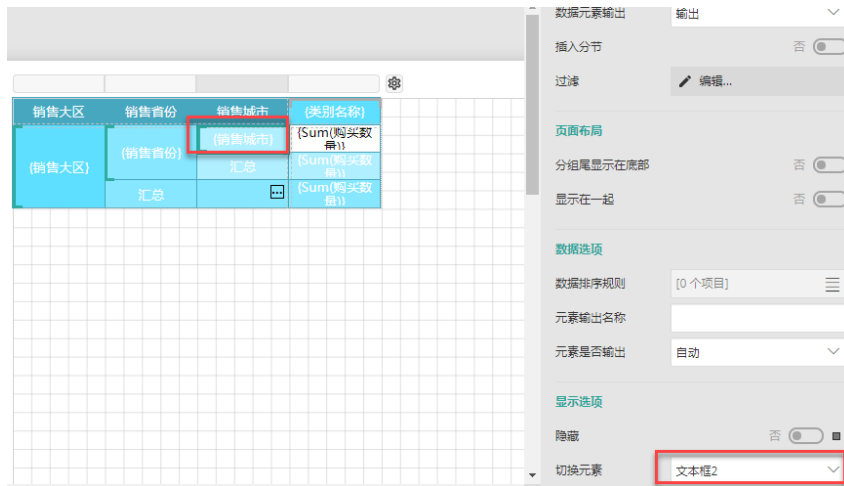 销售大区 销售省份 销售城市 {类别名称}
{销售大区} {销售省份} {销售城市} {Sum(购买数
量)}
汇总 {Sum(购买数
量)}
汇总 {Sum(购买数
量)}
数据元素输出 输出
插入分节 否
过滤 编辑...
页面布局
分组尾显示在底部 否
显示在一起 否
数据选项
数据排序规则 [0 个项目]
元素输出名称
元素是否输出 自动
显示选项
隐藏 否
切换元素 文本框2